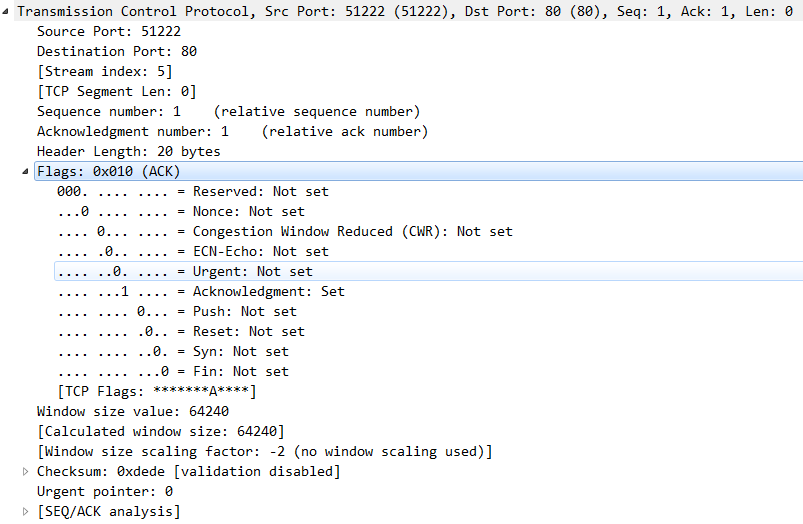 Transmission Control Protocol, Src Port: 51222 (51222), Dst Port: 80 (80), Seq: 1, Ack: 1, Len: 0
Source Port: 51222
Destination Port: 80
[Stream index: 5]
[TCP Segment Len: 0]
Sequence number: 1    (relative sequence number)
Acknowledgment number: 1    (relative ack number)
Header Length: 20 bytes
Flags: 0x010 (ACK)
000. .... .... = Reserved: Not set
...0 .... .... = Nonce: Not set
.... 0... .... = Congestion Window Reduced (CWR): Not set
.... .0.. .... = ECN-Echo: Not set
.... ..0. .... = Urgent: Not set
.... ...1 .... = Acknowledgment: Set
.... .... 0... = Push: Not set
.... .... .0.. = Reset: Not set
.... .... ..0. = Syn: Not set
.... .... ...0 = Fin: Not set
[TCP Flags: *******A****]
Window size value: 64240
[Calculated window size: 64240]
[Window size scaling factor: -2 (no window scaling used)]
Checksum: 0xdede [validation disabled]
Urgent pointer: 0
[SEQ/ACK analysis]